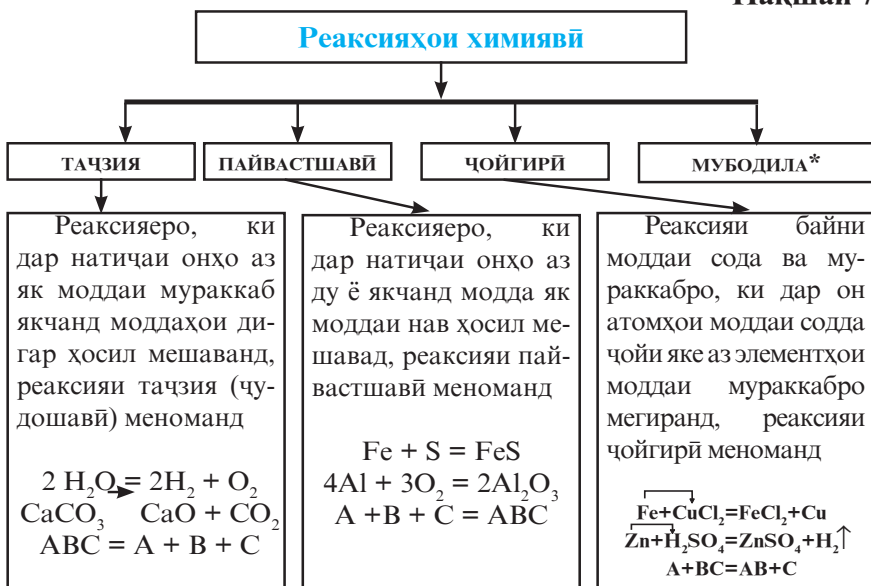 Реаксияҳои химиявӣ
ТАҶЗИЯ
ПАЙВАСТШАВӢ
ҶОЙГИРӢ
МУБОДИЛА*
Реаксияеро, ки
дар натиҷаи онҳо аз
як моддаи мураккаб
якчанд моддаҳои ди-
гар ҳосил мешаванд,
реаксияи таҷзия (ҷу-
дошавӣ) меноманд
2 H₂O = 2H₂ + O₂
CaCO₃ → CaO + CO₂
ABC = A + B + C
Реаксияеро, ки
дар натиҷаи онҳо аз
ду ё якчанд модда як
моддаи нав ҳосил ме-
шавад, реаксияи пай-
вастшавӣ меноманд
Fe + S = FeS
4Al + 3O₂ = 2Al₂O₃
A +B + C = ABC
Реаксияи байни
моддаи сода ва му-
раккабро, ки дар он
атомҳои моддаи содда
ҷойи яке аз элементҳои
моддаи мураккабро
мегиранд, реаксияи
ҷойгирӣ меноманд
Fe+CuCl₂=FeCl₂+Cu
Zn+H₂SO₄=ZnSO₄+H₂↑
A+BC=AB+C